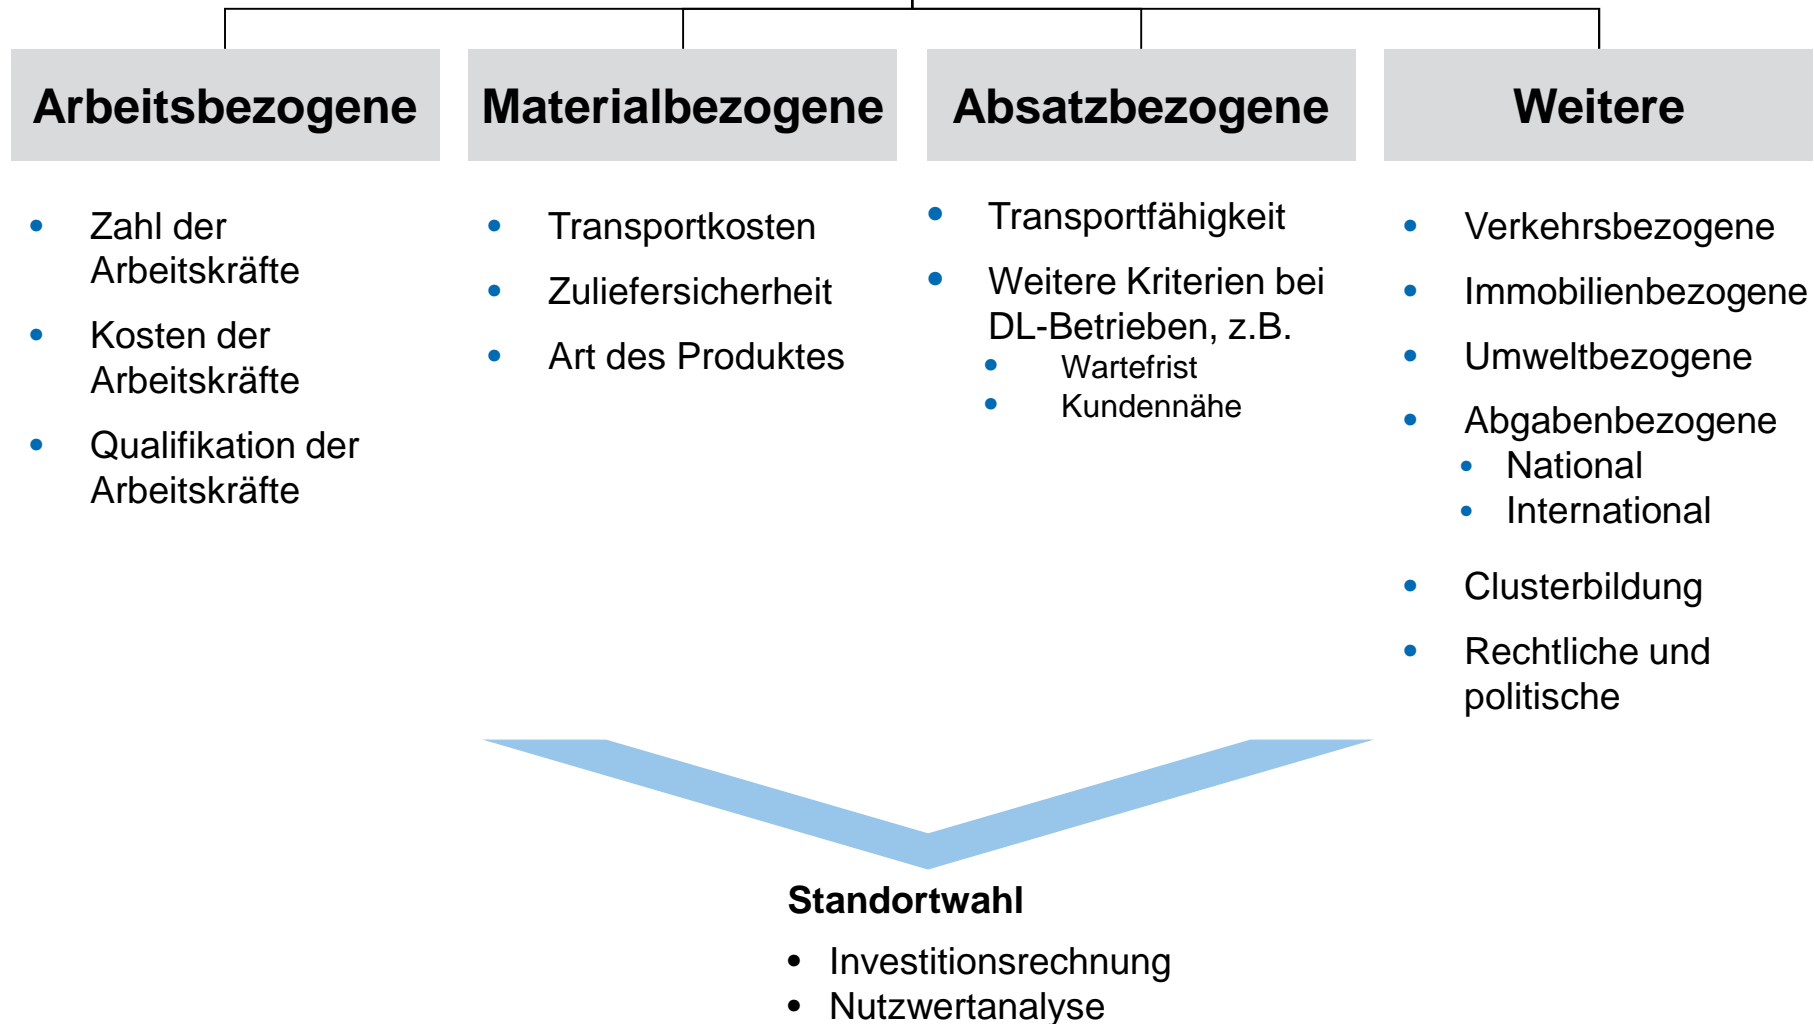 Arbeitsbezogene
Zahl der
Arbeitskräfte
Kosten der
Arbeitskräfte
Qualifikation der
Arbeitskräfte
Materialbezogene
Transportkosten
Zuliefersicherheit
Art des Produktes
Absatzbezogene
Transportfähigkeit
Weitere Kriterien bei
DL-Betrieben, z.B.
Wartefrist
Kundennähe
Weitere
Verkehrsbezogene
Immobilienbezogene
Umweltbezogene
Abgabenbezogene
National
International
Clusterbildung
Rechtliche und
politische
Standortwahl
Investitionsrechnung
Nutzwertanalyse